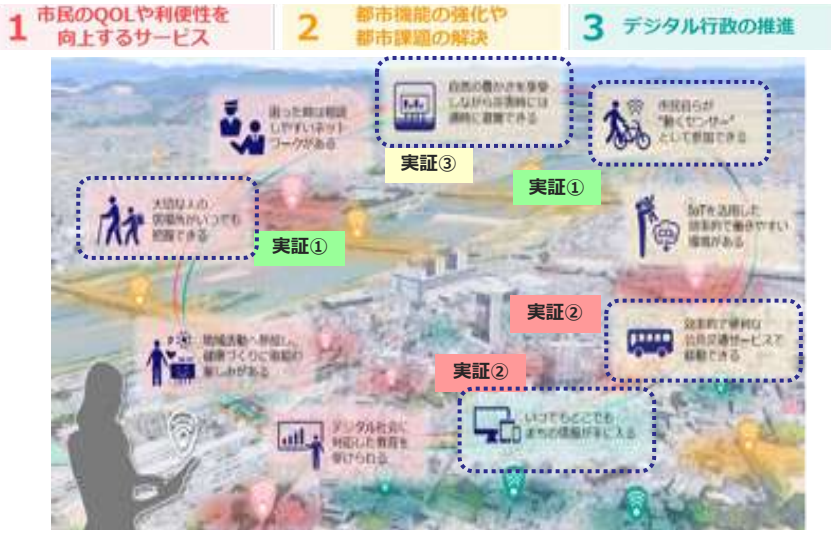 1 市民のQOLや利便性を
向上するサービス
2 都市機能の強化や
都市課題の解決
3 デジタル行政の推進
自然の豊かさを享受
しながら災害時には
適時に避難できる
実証③
市民自らが
"動くセンサー"
として参加できる
実証①
困った時は相談
しやすいネット
ワークがある
大切な人の
居場所がいつでも
把握できる
実証①
IoTを活用した
効率的で働きやすい
環境がある
実証②
効率的で便利な
公共交通サービスで
移動できる
実証②
いつでもどこでも
まちの情報が手に入る
地域活動へ参加し、
健康づくりに
楽しみがある
デジタル社会に
対応した教育を
受けられる